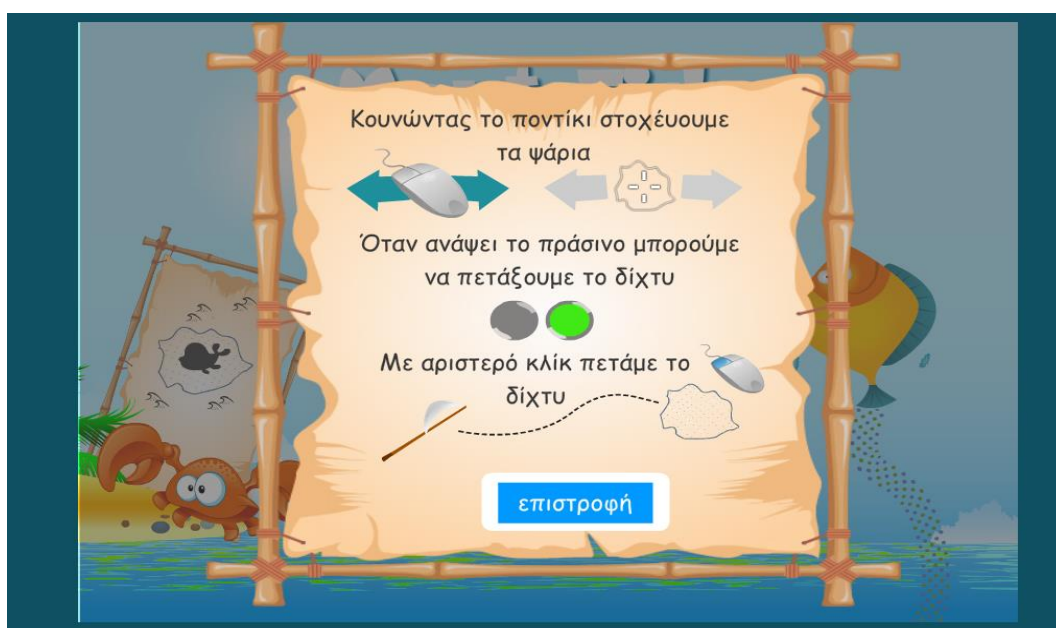 Κουνώντας το ποντίκι στοχέυουμε
τα ψάρια
Όταν ανάψει το πράσινο μπορούμε
να πετάξουμε το δίχτυ
Με αριστερό κλίκ πετάμε το
δίχτυ
επιστροφή